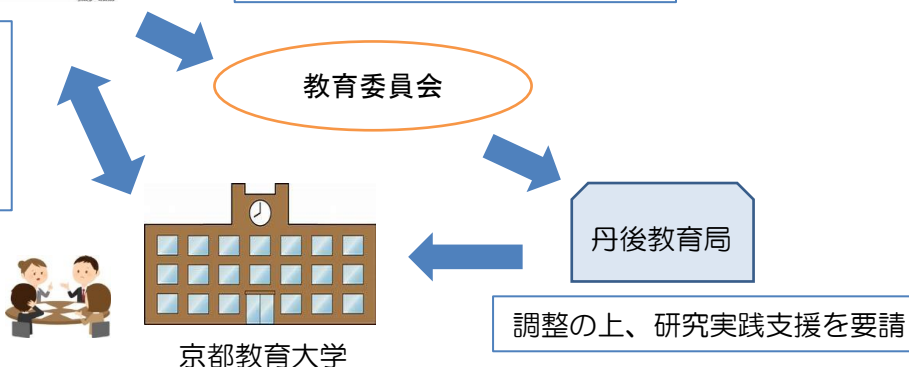 教育委員会
丹後教育局
調整の上、研究実践支援を要請
京都教育大学